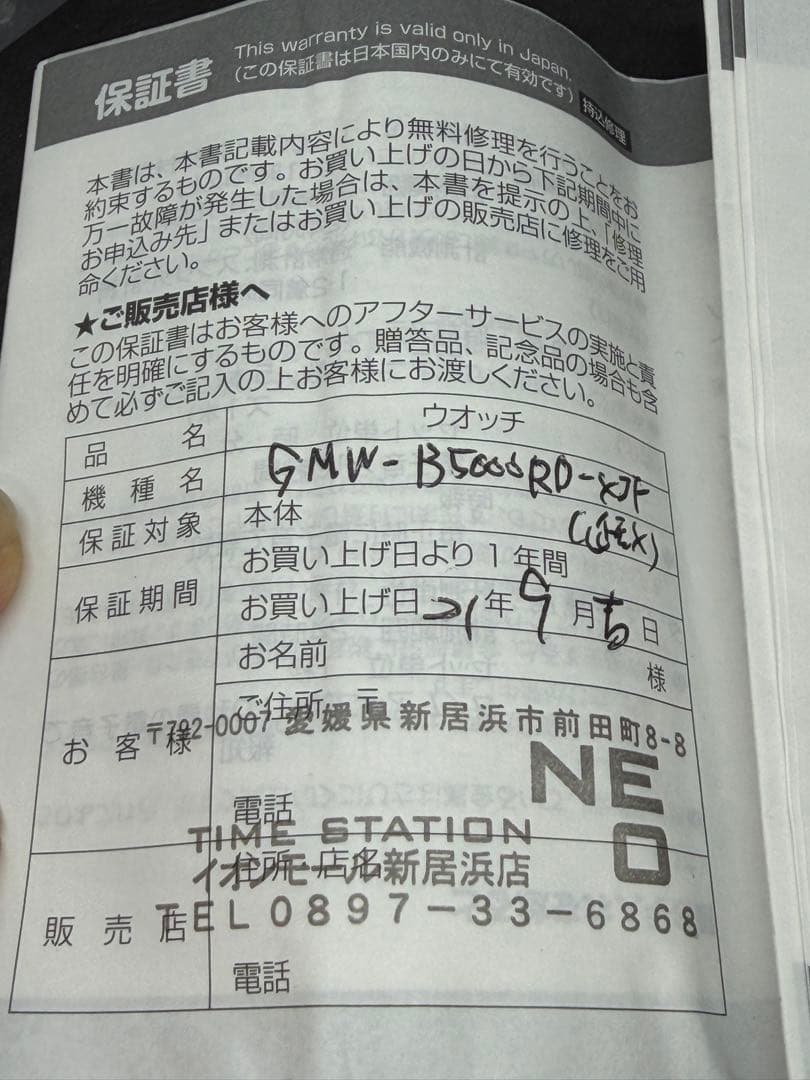 保証書
This warranty is valid only in Japan.
(この保証書は日本国内のみにて有効です)
持込修理
本書は、本書記載内容により無料修理を行うことをお
約束するものです。お買い上げの日から下記期間中に
万一故障が発生した場合は、本書を提示の上、「修理
お申込み先」またはお買い上げの販売店に修理をご用
命ください。
★ご販売店様へ
この保証書はお客様へのアフターサービスの実施と責
任を明確にするものです。贈答品、記念品の場合も含
めて必ずご記入の上お客様にお渡しください。
品名 ウオッチ
機種名 GMW-B5000RD-
保証対象 本体
保証期間 お買い上げ日より1年間
お買い上げ日 21年9月 日
お客様 お名前 様
ご住所 〒
〒792-0007 愛媛県新居浜市前田町8-8
NEO
電話
TIME STATION
販売店 住所・店名
イオンモール新居浜店
TEL 0897-33-6868
電話